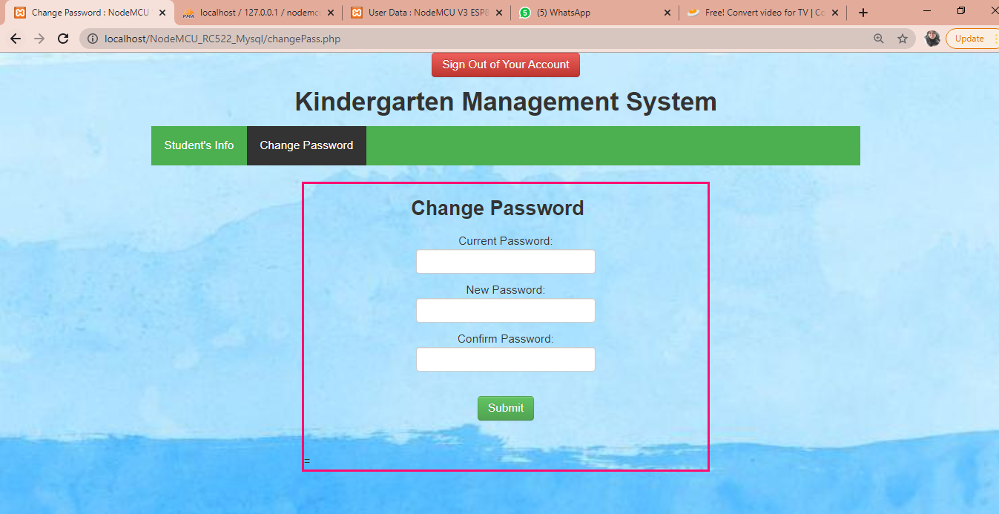 Change Password : NodeMCU
localhost / 127.0.0.1 / nodemc
User Data : NodeMCU V3 ESP8
(5) WhatsApp
Free! Convert video for TV | Co
localhost/NodeMCU_RC522_Mysql/changePass.php
Update
Sign Out of Your Account
Kindergarten Management System
Student's Info
Change Password
Change Password
Current Password:
New Password:
Confirm Password:
Submit
=